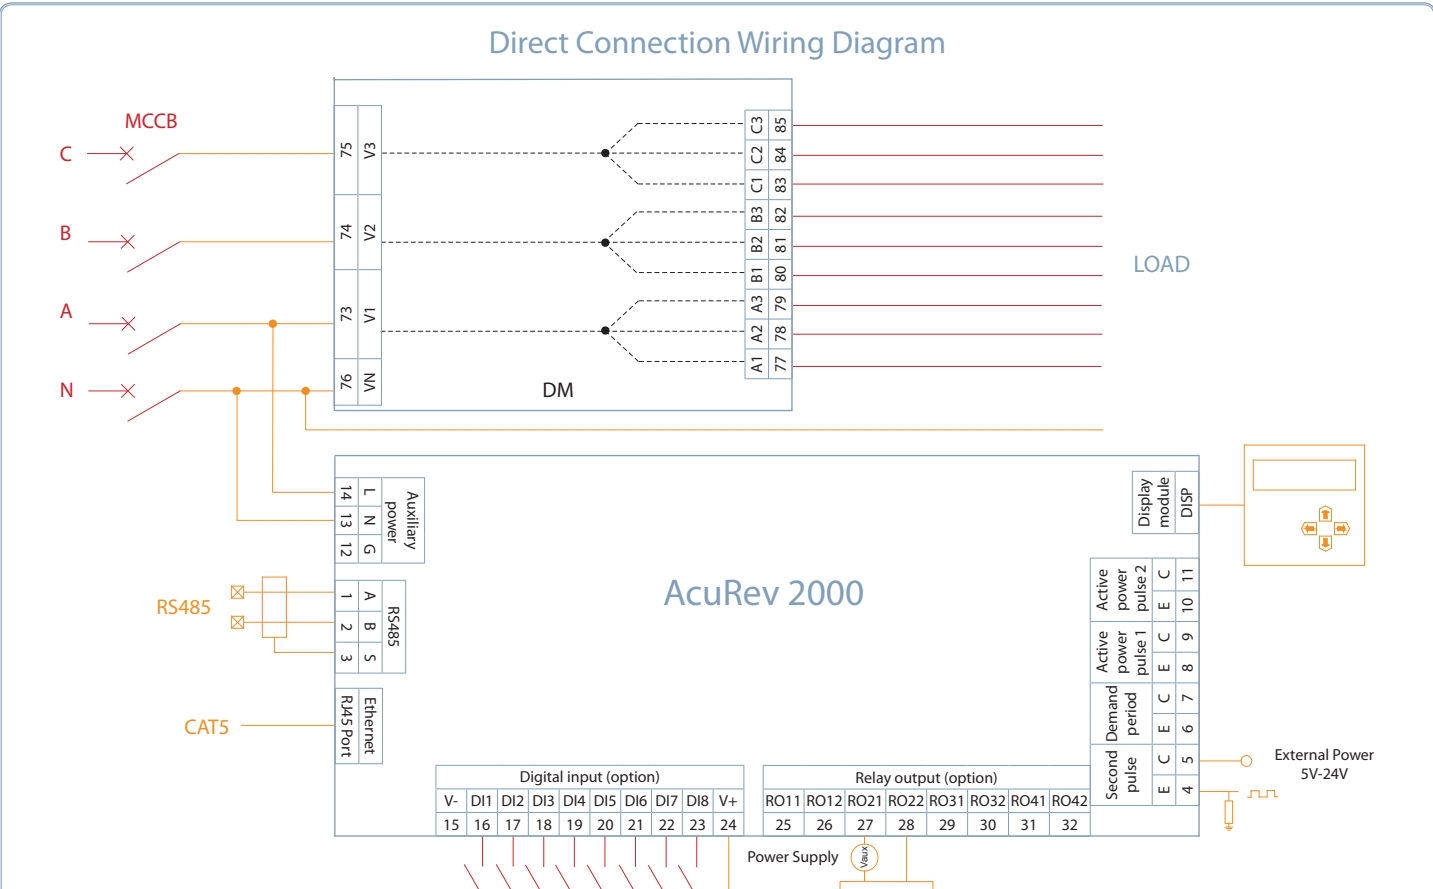 Direct Connection Wiring Diagram
MCCB
C
B
A
N
75 V3
74 V2
73 V1
76 VN
DM
C3 85
C2 84
C1 83
B3 82
B2 81
B1 80
A3 79
A2 78
A1 77
LOAD
14 L
13 N
12 G
Auxiliary
power
RS485
1 A
2 B
3 S
RS485
CAT5
Ethernet
RJ45 Port
AcuRev 2000
Display
module
DISP
Active
power
pulse 2
C 11
E 10
Active
power
pulse 1
C 9
E 8
Demand
period
C 7
E 6
Second
pulse
C 5
E 4
External Power
5V-24V
Digital input (option)
V- DI1 DI2 DI3 DI4 DI5 DI6 DI7 DI8 V+
15 16 17 18 19 20 21 22 23 24
Relay output (option)
RO11 RO12 RO21 RO22 RO31 RO32 RO41 RO42
25 26 27 28 29 30 31 32
Power Supply
Vaux